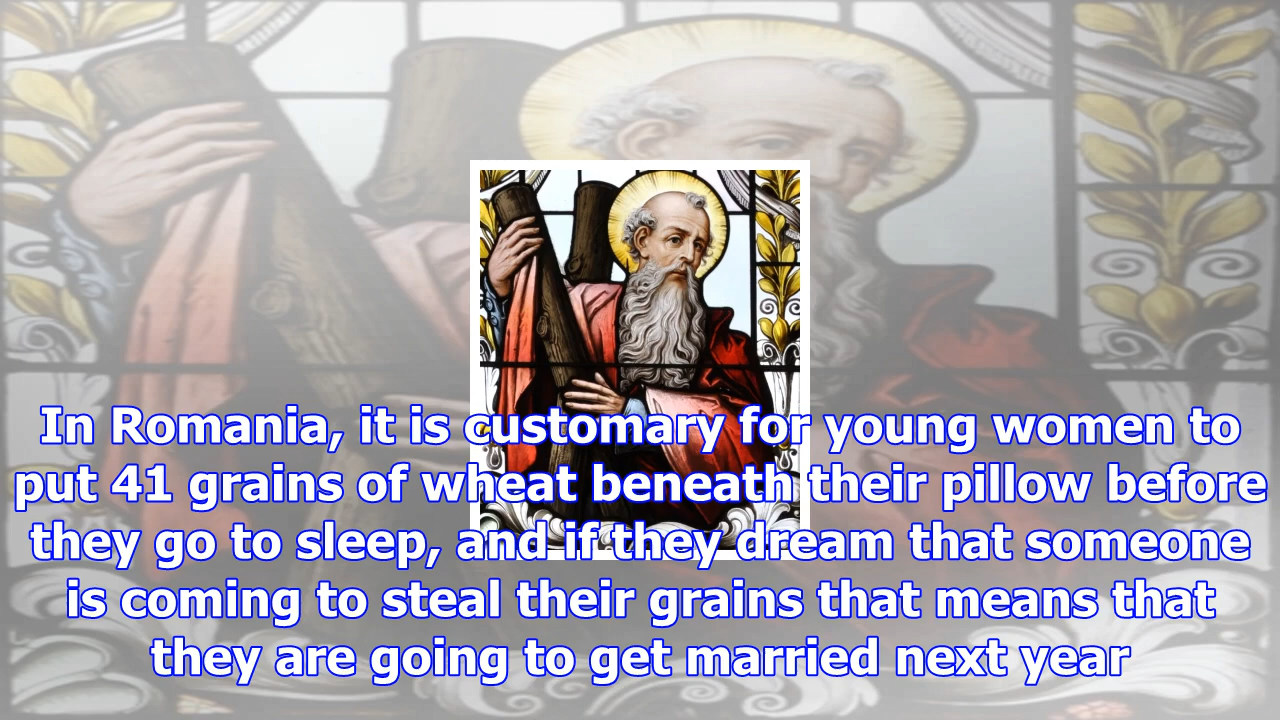 In Romania, it is customary for young women to
put 41 grains of wheat beneath their pillow before
they go to sleep, and if they dream that someone
is coming to steal their grains that means that
they are going to get married next year